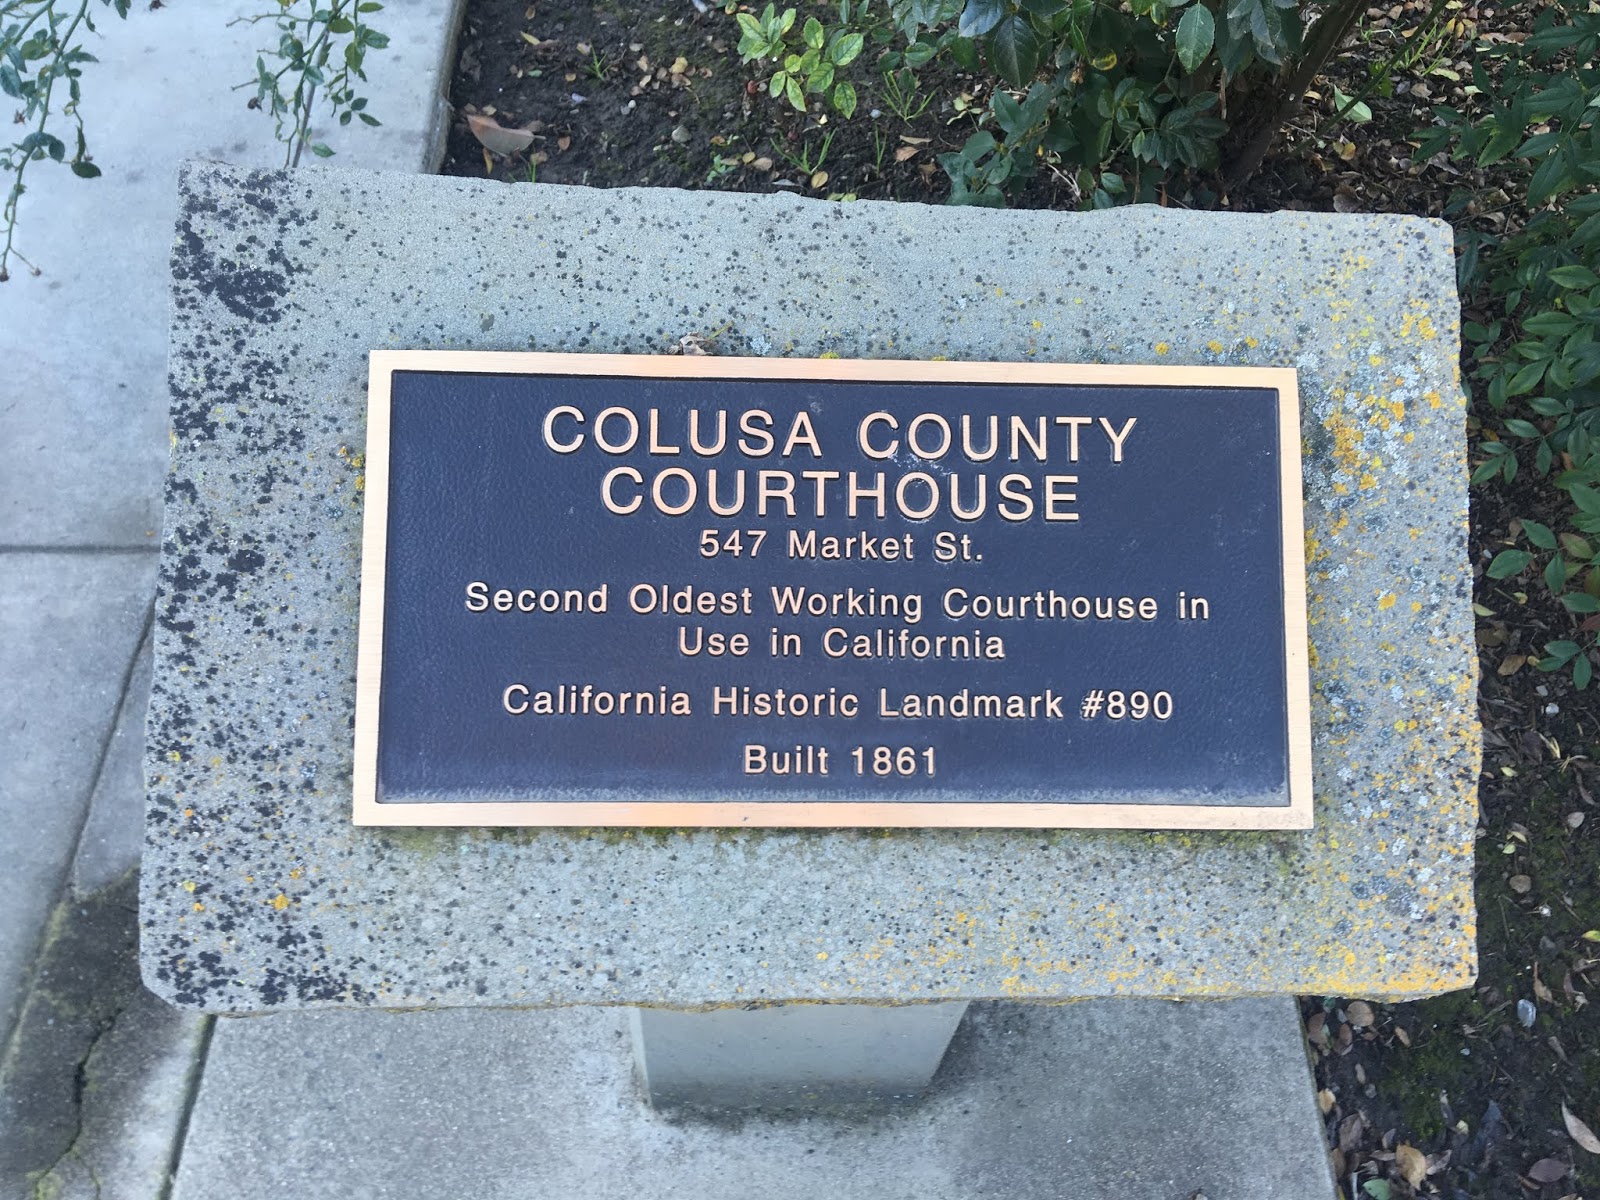 COLUSA COUNTY
COURTHOUSE
547 Market St.
Second Oldest Working Courthouse in
Use in California
California Historic Landmark #890
Built 1861